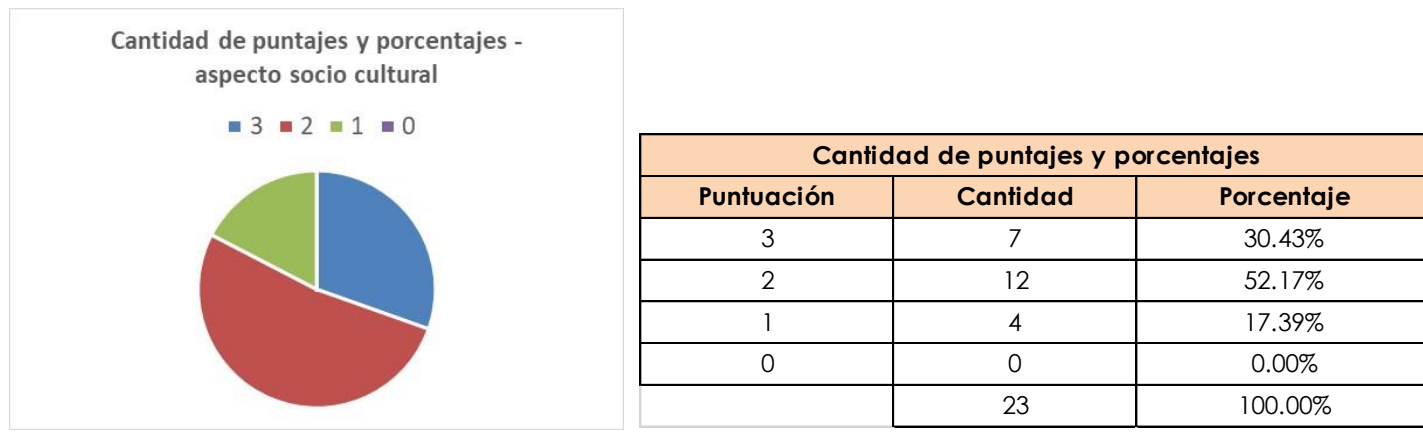 Cantidad de puntajes y porcentajes -
aspecto socio cultural
3 2 1 0
Cantidad de puntajes y porcentajes
Puntuación Cantidad Porcentaje
3 7 30.43%
2 12 52.17%
1 4 17.39%
0 0 0.00%
23 100.00%